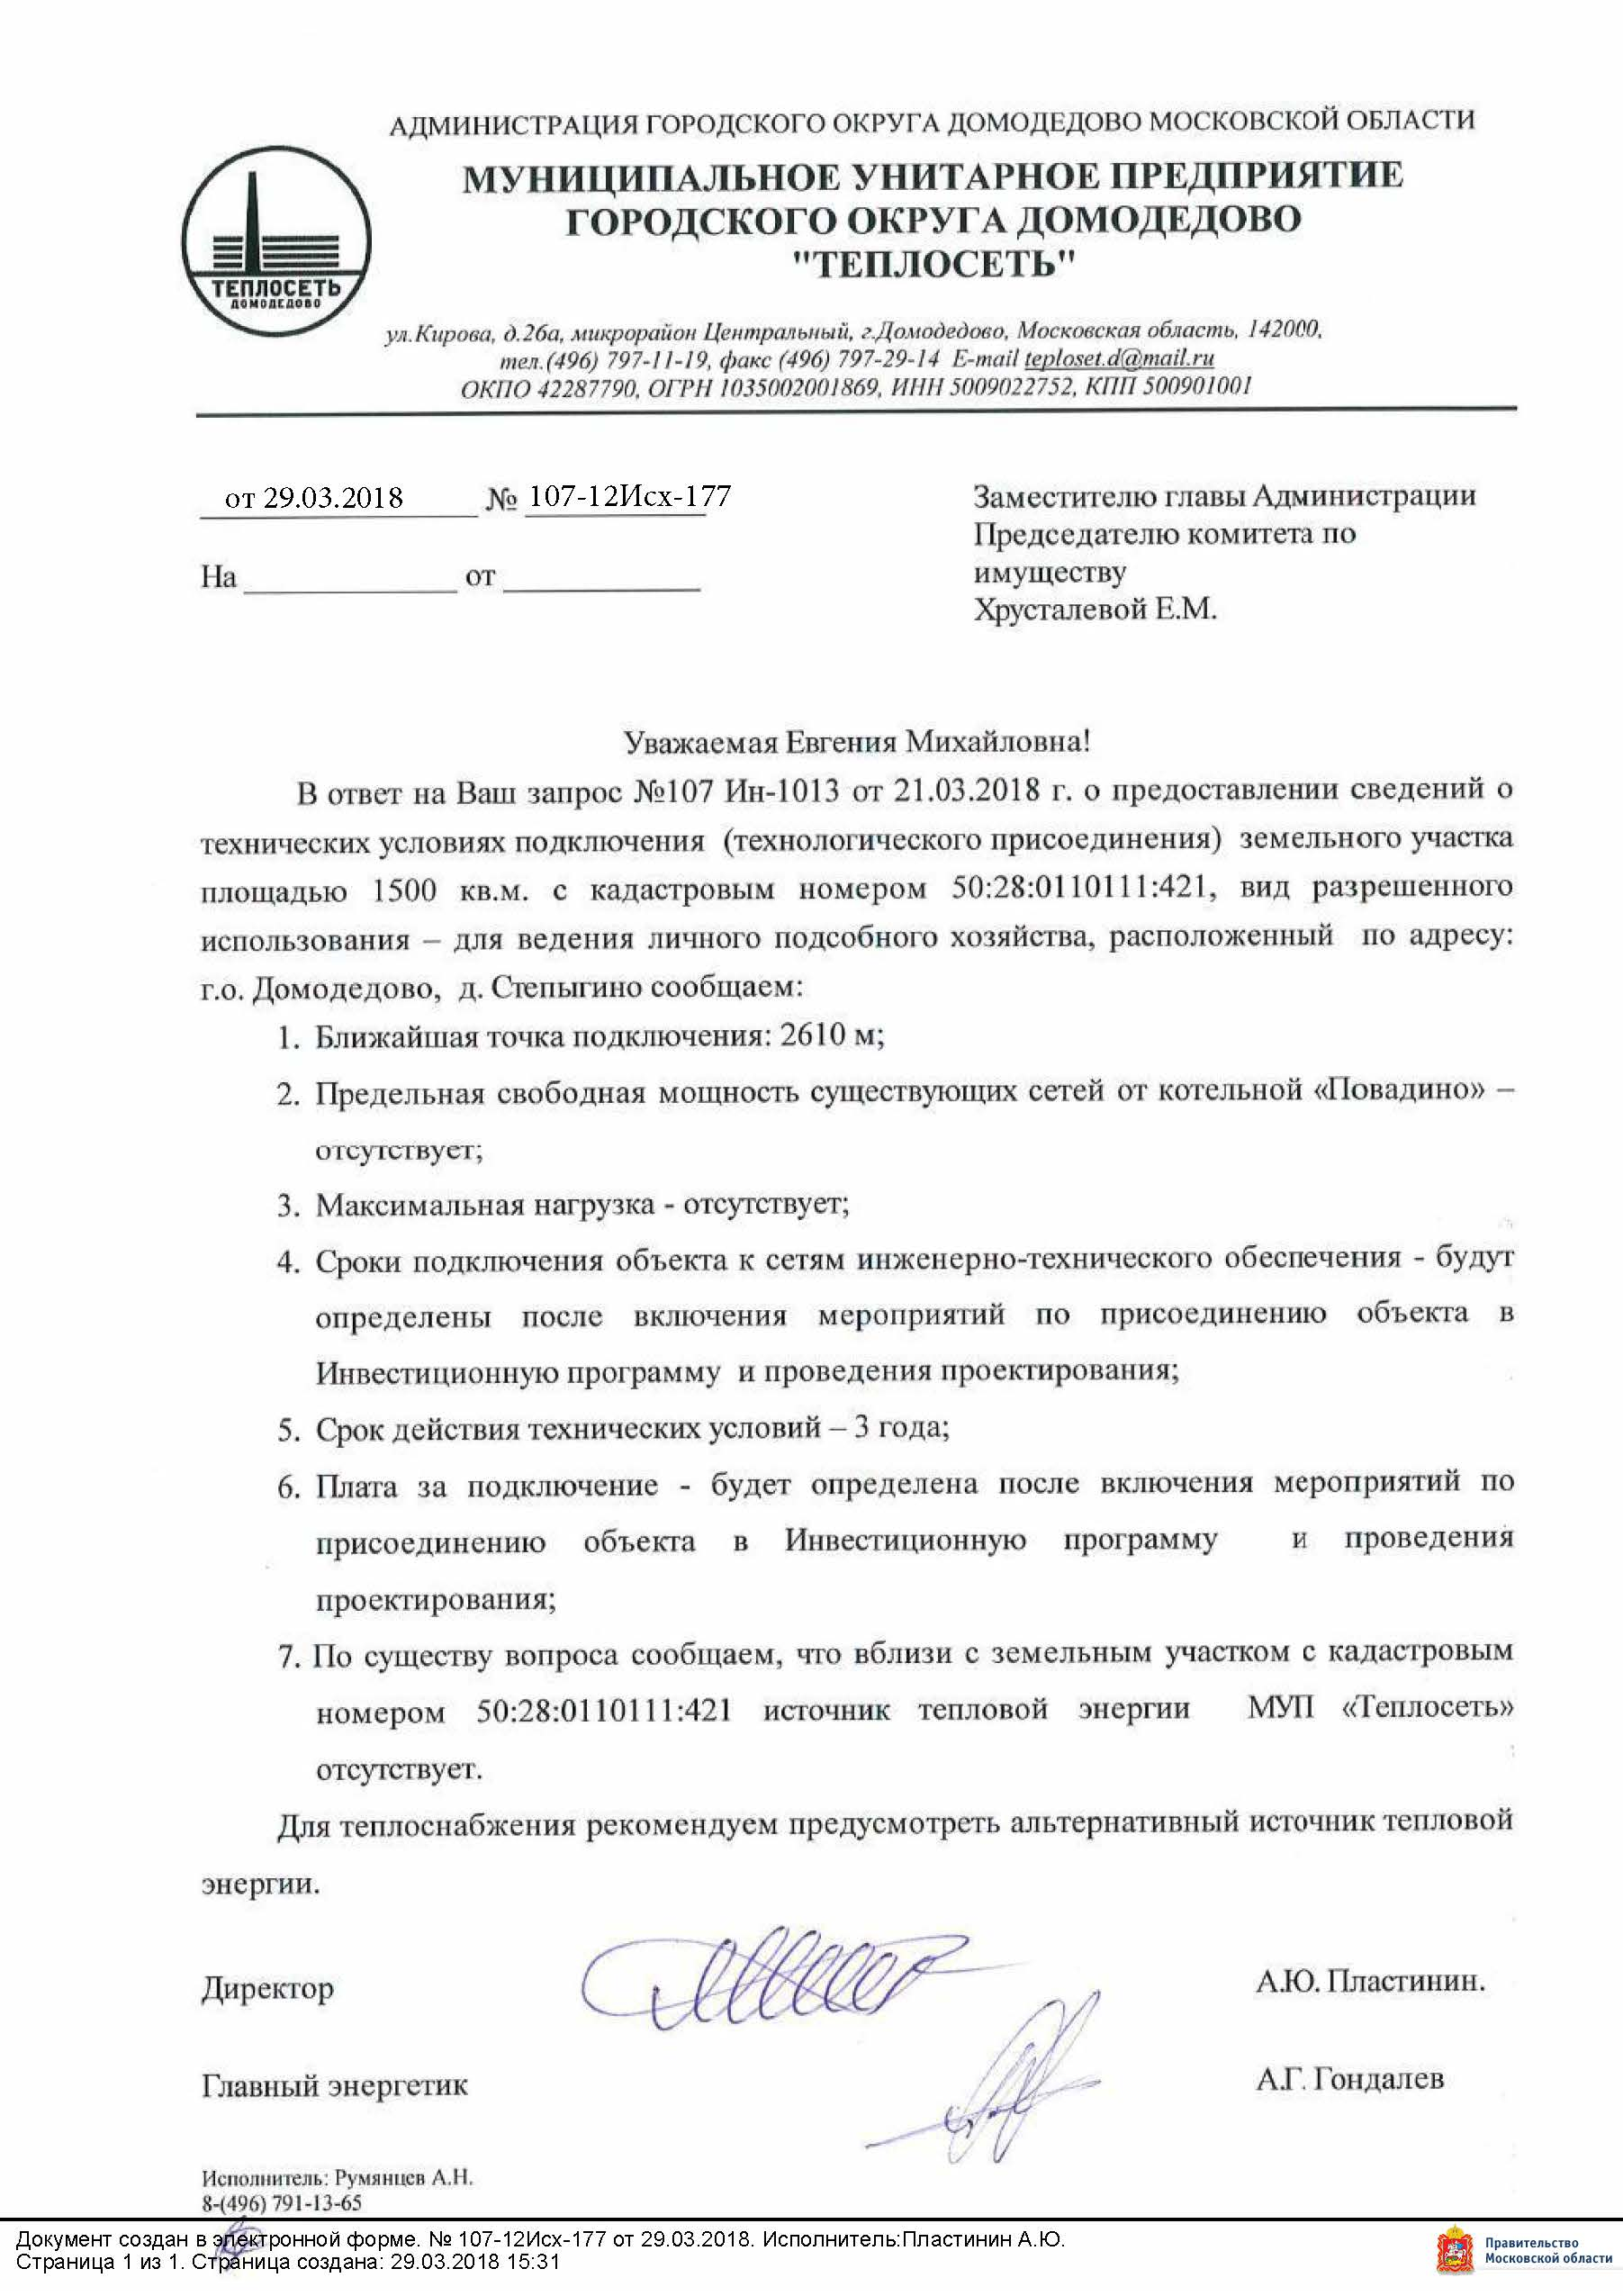 АДМИНИСТРАЦИЯ ГОРОДСКОГО ОКРУГА ДОМОДЕДОВО МОСКОВСКОЙ ОБЛАСТИ
МУНИЦИПАЛЬНОЕ УНИТАРНОЕ ПРЕДПРИЯТИЕ
ГОРОДСКОГО ОКРУГА ДОМОДЕДОВО
"ТЕПЛОСЕТЬ"
ТЕПЛОСЕТЬ
ДОМОДЕДОВО
ул.Кирова, д.26а, микрорайон Центральный, г.Домодедово, Московская область, 142000,
тел.(496) 797-11-19, факс (496) 797-29-14 E-mail teploset.d@mail.ru
ОКПО 42287790, ОГРН 1035002001869, ИНН 5009022752, КПП 500901001
от 29.03.2018 № 107-12Исх-177
На от
Заместителю главы Администрации
Председателю комитета по
имуществу
Хрусталевой Е.М.
Уважаемая Евгения Михайловна!
В ответ на Ваш запрос №107 Ин-1013 от 21.03.2018 г. о предоставлении сведений о
технических условиях подключения (технологического присоединения) земельного участка
площадью 1500 кв.м. с кадастровым номером 50:28:0110111:421, вид разрешенного
использования – для ведения личного подсобного хозяйства, расположенный по адресу:
г.о. Домодедово, д. Степыгино сообщаем:
1. Ближайшая точка подключения: 2610 м;
2. Предельная свободная мощность существующих сетей от котельной «Повадино» –
отсутствует;
3. Максимальная нагрузка - отсутствует;
4. Сроки подключения объекта к сетям инженерно-технического обеспечения - будут
определены после включения мероприятий по присоединению объекта в
Инвестиционную программу и проведения проектирования;
5. Срок действия технических условий – 3 года;
6. Плата за подключение - будет определена после включения мероприятий по
присоединению объекта в Инвестиционную программу и проведения
проектирования;
7. По существу вопроса сообщаем, что вблизи с земельным участком с кадастровым
номером 50:28:0110111:421 источник тепловой энергии МУП «Теплосеть»
отсутствует.
Для теплоснабжения рекомендуем предусмотреть альтернативный источник тепловой
энергии.
Директор А.Ю. Пластинин.
Главный энергетик А.Г. Гондалев
Исполнитель: Румянцев А.Н.
8-(496) 791-13-65
Документ создан в электронной форме. № 107-12Исх-177 от 29.03.2018. Исполнитель:Пластинин А.Ю.
Страница 1 из 1. Страница создана: 29.03.2018 15:31
Правительство
Московской области